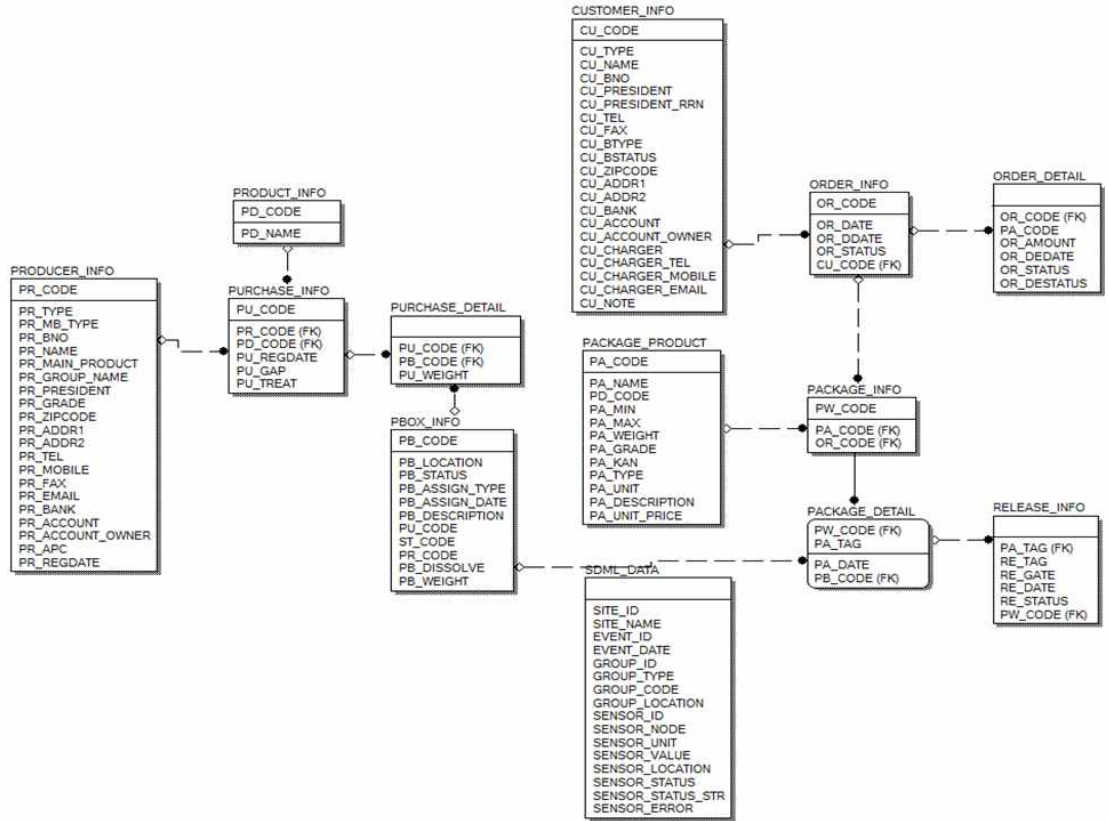 CUSTOMER_INFO
CU_CODE
CU_TYPE
CU_NAME
CU_BNO
CU_PRESIDENT
CU_PRESIDENT_RRN
CU_TEL
CU_FAX
CU_BTYPE
CU_BSTATUS
CU_ZIPCODE
CU_ADDR1
CU_ADDR2
CU_BANK
CU_ACCOUNT
CU_ACCOUNT_OWNER
CU_CHARGER
CU_CHARGER_TEL
CU_CHARGER_MOBILE
CU_CHARGER_EMAIL
CU_NOTE
ORDER_INFO
OR_CODE
OR_DATE
OR_DDATE
OR_STATUS
CU_CODE (FK)
ORDER_DETAIL
OR_CODE (FK)
PA_CODE
OR_AMOUNT
OR_DEDATE
OR_STATUS
OR_DESTATUS
PRODUCT_INFO
PD_CODE
PD_NAME
PRODUCER_INFO
PR_CODE
PR_TYPE
PR_MB_TYPE
PR_BNO
PR_NAME
PR_MAIN_PRODUCT
PR_GROUP_NAME
PR_PRESIDENT
PR_GRADE
PR_ZIPCODE
PR_ADDR1
PR_ADDR2
PR_TEL
PR_MOBILE
PR_FAX
PR_EMAIL
PR_BANK
PR_ACCOUNT
PR_ACCOUNT_OWNER
PR_APC
PR_REGDATE
PURCHASE_INFO
PU_CODE
PR_CODE (FK)
PD_CODE (FK)
PU_REGDATE
PU_GAP
PU_TREAT
PURCHASE_DETAIL
PU_CODE (FK)
PB_CODE (FK)
PU_WEIGHT
PBOX_INFO
PB_CODE
PB_LOCATION
PB_STATUS
PB_ASSIGN_TYPE
PB_ASSIGN_DATE
PB_DESCRIPTION
PU_CODE
ST_CODE
PR_CODE
PB_DISSOLVE
PB_WEIGHT
PACKAGE_PRODUCT
PA_CODE
PA_NAME
PD_CODE
PA_MIN
PA_MAX
PA_WEIGHT
PA_GRADE
PA_KAN
PA_TYPE
PA_UNIT
PA_DESCRIPTION
PA_UNIT_PRICE
PACKAGE_INFO
PW_CODE
PA_CODE (FK)
OR_CODE (FK)
PACKAGE_DETAIL
PW_CODE (FK)
PA_TAG
PA_DATE
PB_CODE (FK)
RELEASE_INFO
PA_TAG (FK)
RE_TAG
RE_GATE
RE_DATE
RE_STATUS
PW_CODE (FK)
SDML_DATA
SITE_ID
SITE_NAME
EVENT_ID
EVENT_DATE
GROUP_ID
GROUP_TYPE
GROUP_CODE
GROUP_LOCATION
SENSOR_ID
SENSOR_NODE
SENSOR_UNIT
SENSOR_VALUE
SENSOR_LOCATION
SENSOR_STATUS
SENSOR_STATUS_STR
SENSOR_ERROR